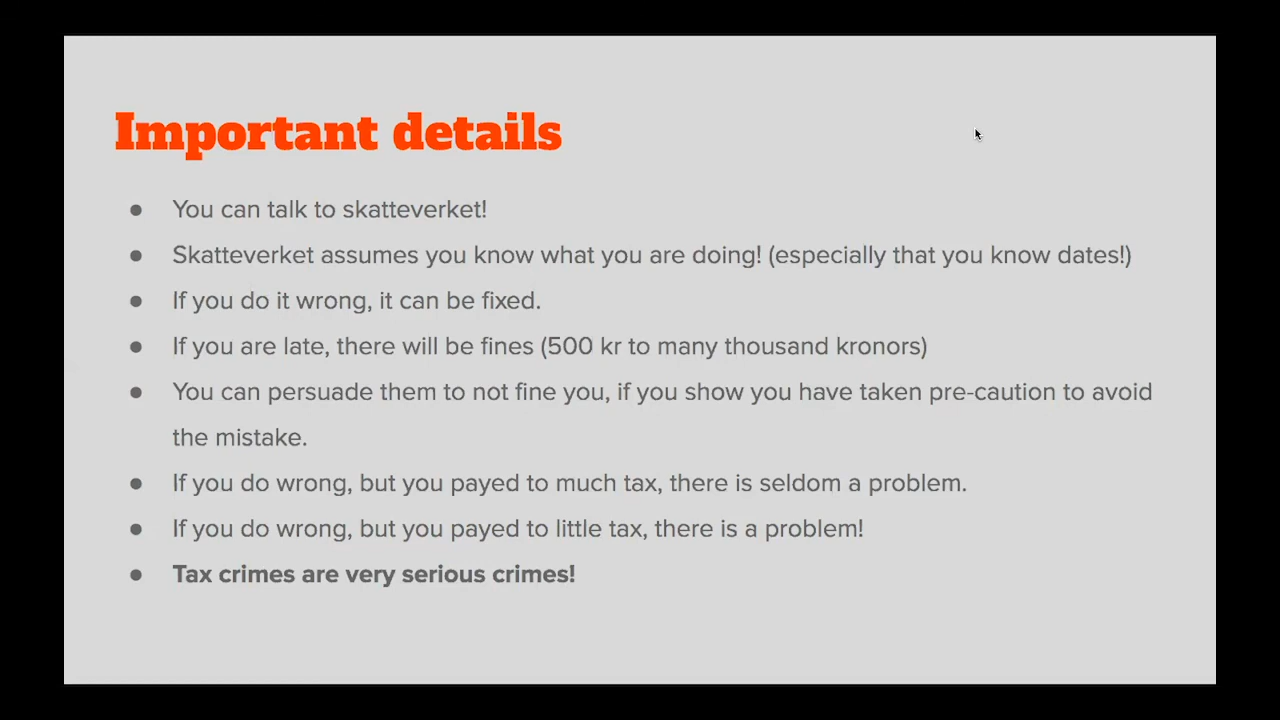 Important details
● You can talk to skatteverket!
● Skatteverket assumes you know what you are doing! (especially that you know dates!)
● If you do it wrong, it can be fixed.
● If you are late, there will be fines (500 kr to many thousand kronors)
● You can persuade them to not fine you, if you show you have taken pre-caution to avoid
the mistake.
● If you do wrong, but you payed to much tax, there is seldom a problem.
● If you do wrong, but you payed to little tax, there is a problem!
● Tax crimes are very serious crimes!